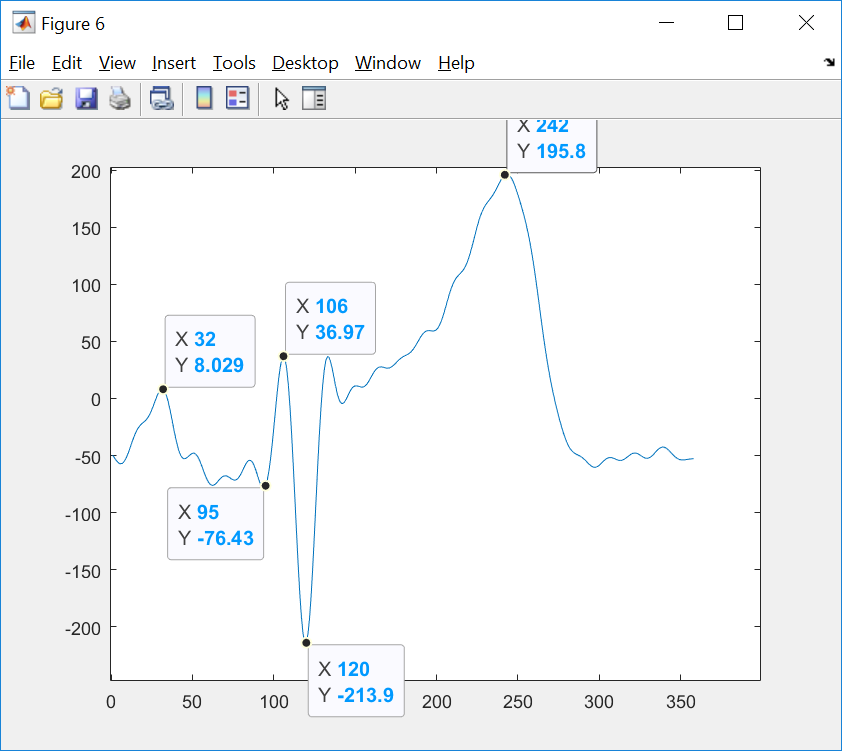 Figure 6
File Edit View Insert Tools Desktop Window Help
X 242
Y 195.8
200
150
100
50
0
-50
-100
-150
-200
X 106
Y 36.97
X 32
Y 8.029
X 95
Y -76.43
X 120
Y -213.9
0 50 100 200 250 300 350